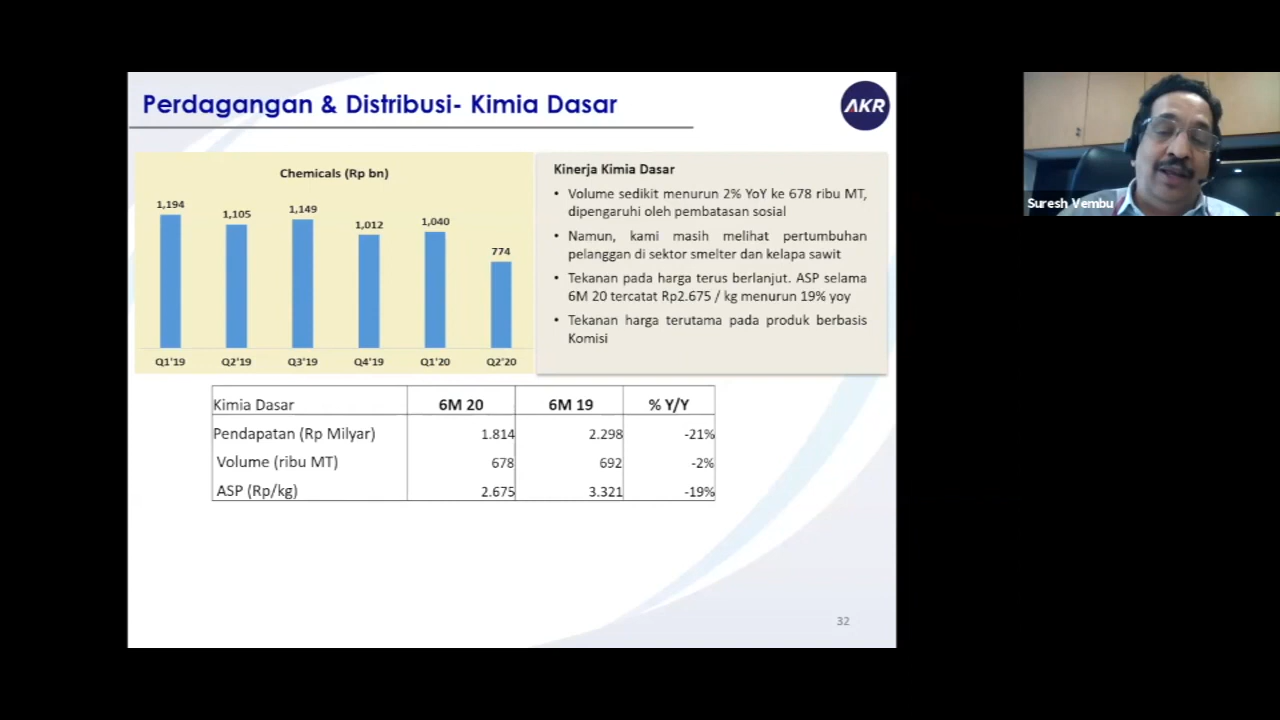 Perdagangan & Distribusi- Kimia Dasar
AKR
Chemicals (Rp bn)
1,194
1,105
1,149
1,012
1,040
774
Q1'19
Q2'19
Q3'19
Q4'19
Q1'20
Q2'20
Kinerja Kimia Dasar
• Volume sedikit menurun 2% YoY ke 678 ribu MT,
dipengaruhi oleh pembatasan sosial
• Namun, kami masih melihat pertumbuhan
pelanggan di sektor smelter dan kelapa sawit
• Tekanan pada harga terus berlanjut. ASP selama
6M 20 tercatat Rp2.675 / kg menurun 19% yoy
• Tekanan harga terutama pada produk berbasis
Komisi
Kimia Dasar 6M 20 6M 19 % Y/Y
Pendapatan (Rp Milyar) 1.814 2.298 -21%
Volume (ribu MT) 678 692 -2%
ASP (Rp/kg) 2.675 3.321 -19%
32
Suresh Vembu